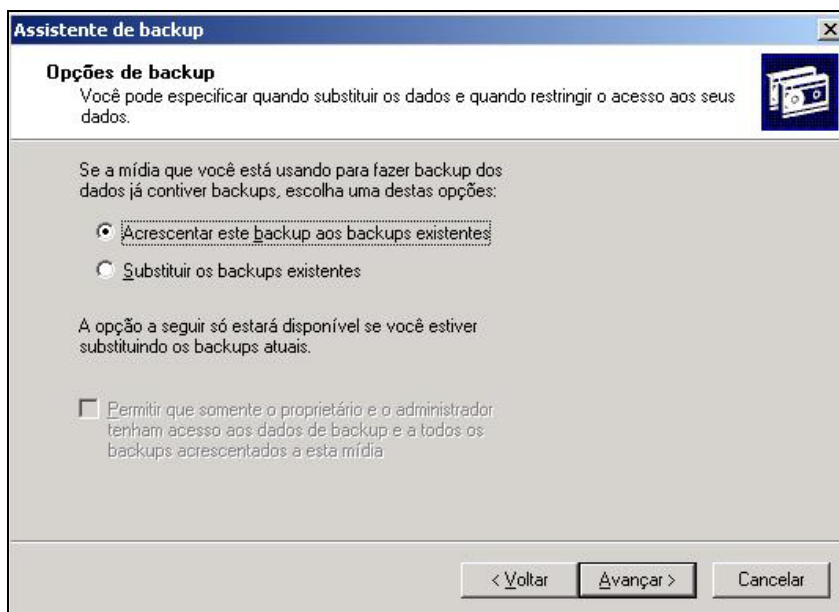 Assistente de backup
Opções de backup
Você pode especificar quando substituir os dados e quando restringir o acesso aos seus
dados.
Se a mídia que você está usando para fazer backup dos
dados já contiver backups, escolha uma destas opções:
Acrescentar este backup aos backups existentes
Substituir os backups existentes
A opção a seguir só estará disponível se você estiver
substituindo os backups atuais.
Permitir que somente o proprietário e o administrador
tenham acesso aos dados de backup e a todos os
backups acrescentados a esta mídia
< Voltar
Avançar >
Cancelar